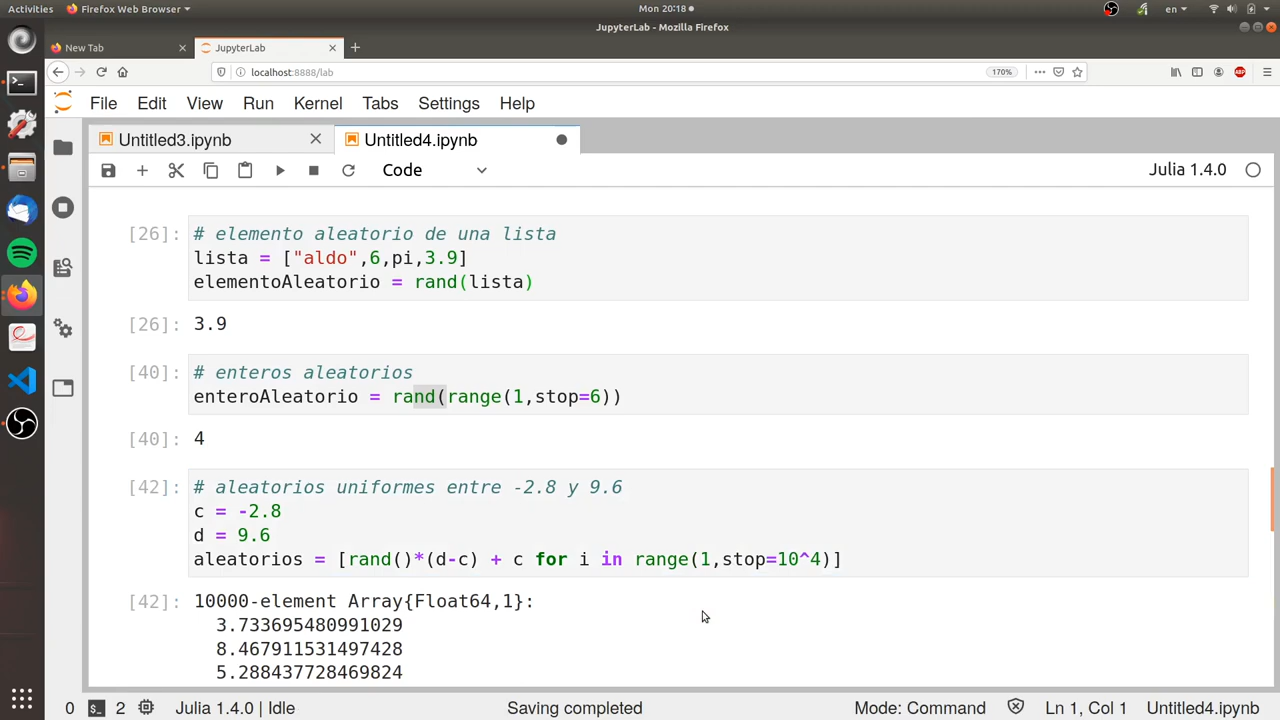 Activities Firefox Web Browser Mon 20:18 en
JupyterLab - Mozilla Firefox
New Tab JupyterLab
localhost:8888/lab 170% ABP
File Edit View Run Kernel Tabs Settings Help
Untitled3.ipynb Untitled4.ipynb
Code Julia 1.4.0
[26]: # elemento aleatorio de una lista
lista = ["aldo",6,pi,3.9]
elementoAleatorio = rand(lista)
[26]: 3.9
[40]: # enteros aleatorios
enteroAleatorio = rand(range(1,stop=6))
[40]: 4
[42]: # aleatorios uniformes entre -2.8 y 9.6
c = -2.8
d = 9.6
aleatorios = [rand()*(d-c) + c for i in range(1,stop=10^4)]
[42]: 10000-element Array{Float64,1}:
3.733695480991029
8.467911531497428
5.288437728469824
0 $_ 2 Julia 1.4.0 | Idle Saving completed Mode: Command Ln 1, Col 1 Untitled4.ipynb